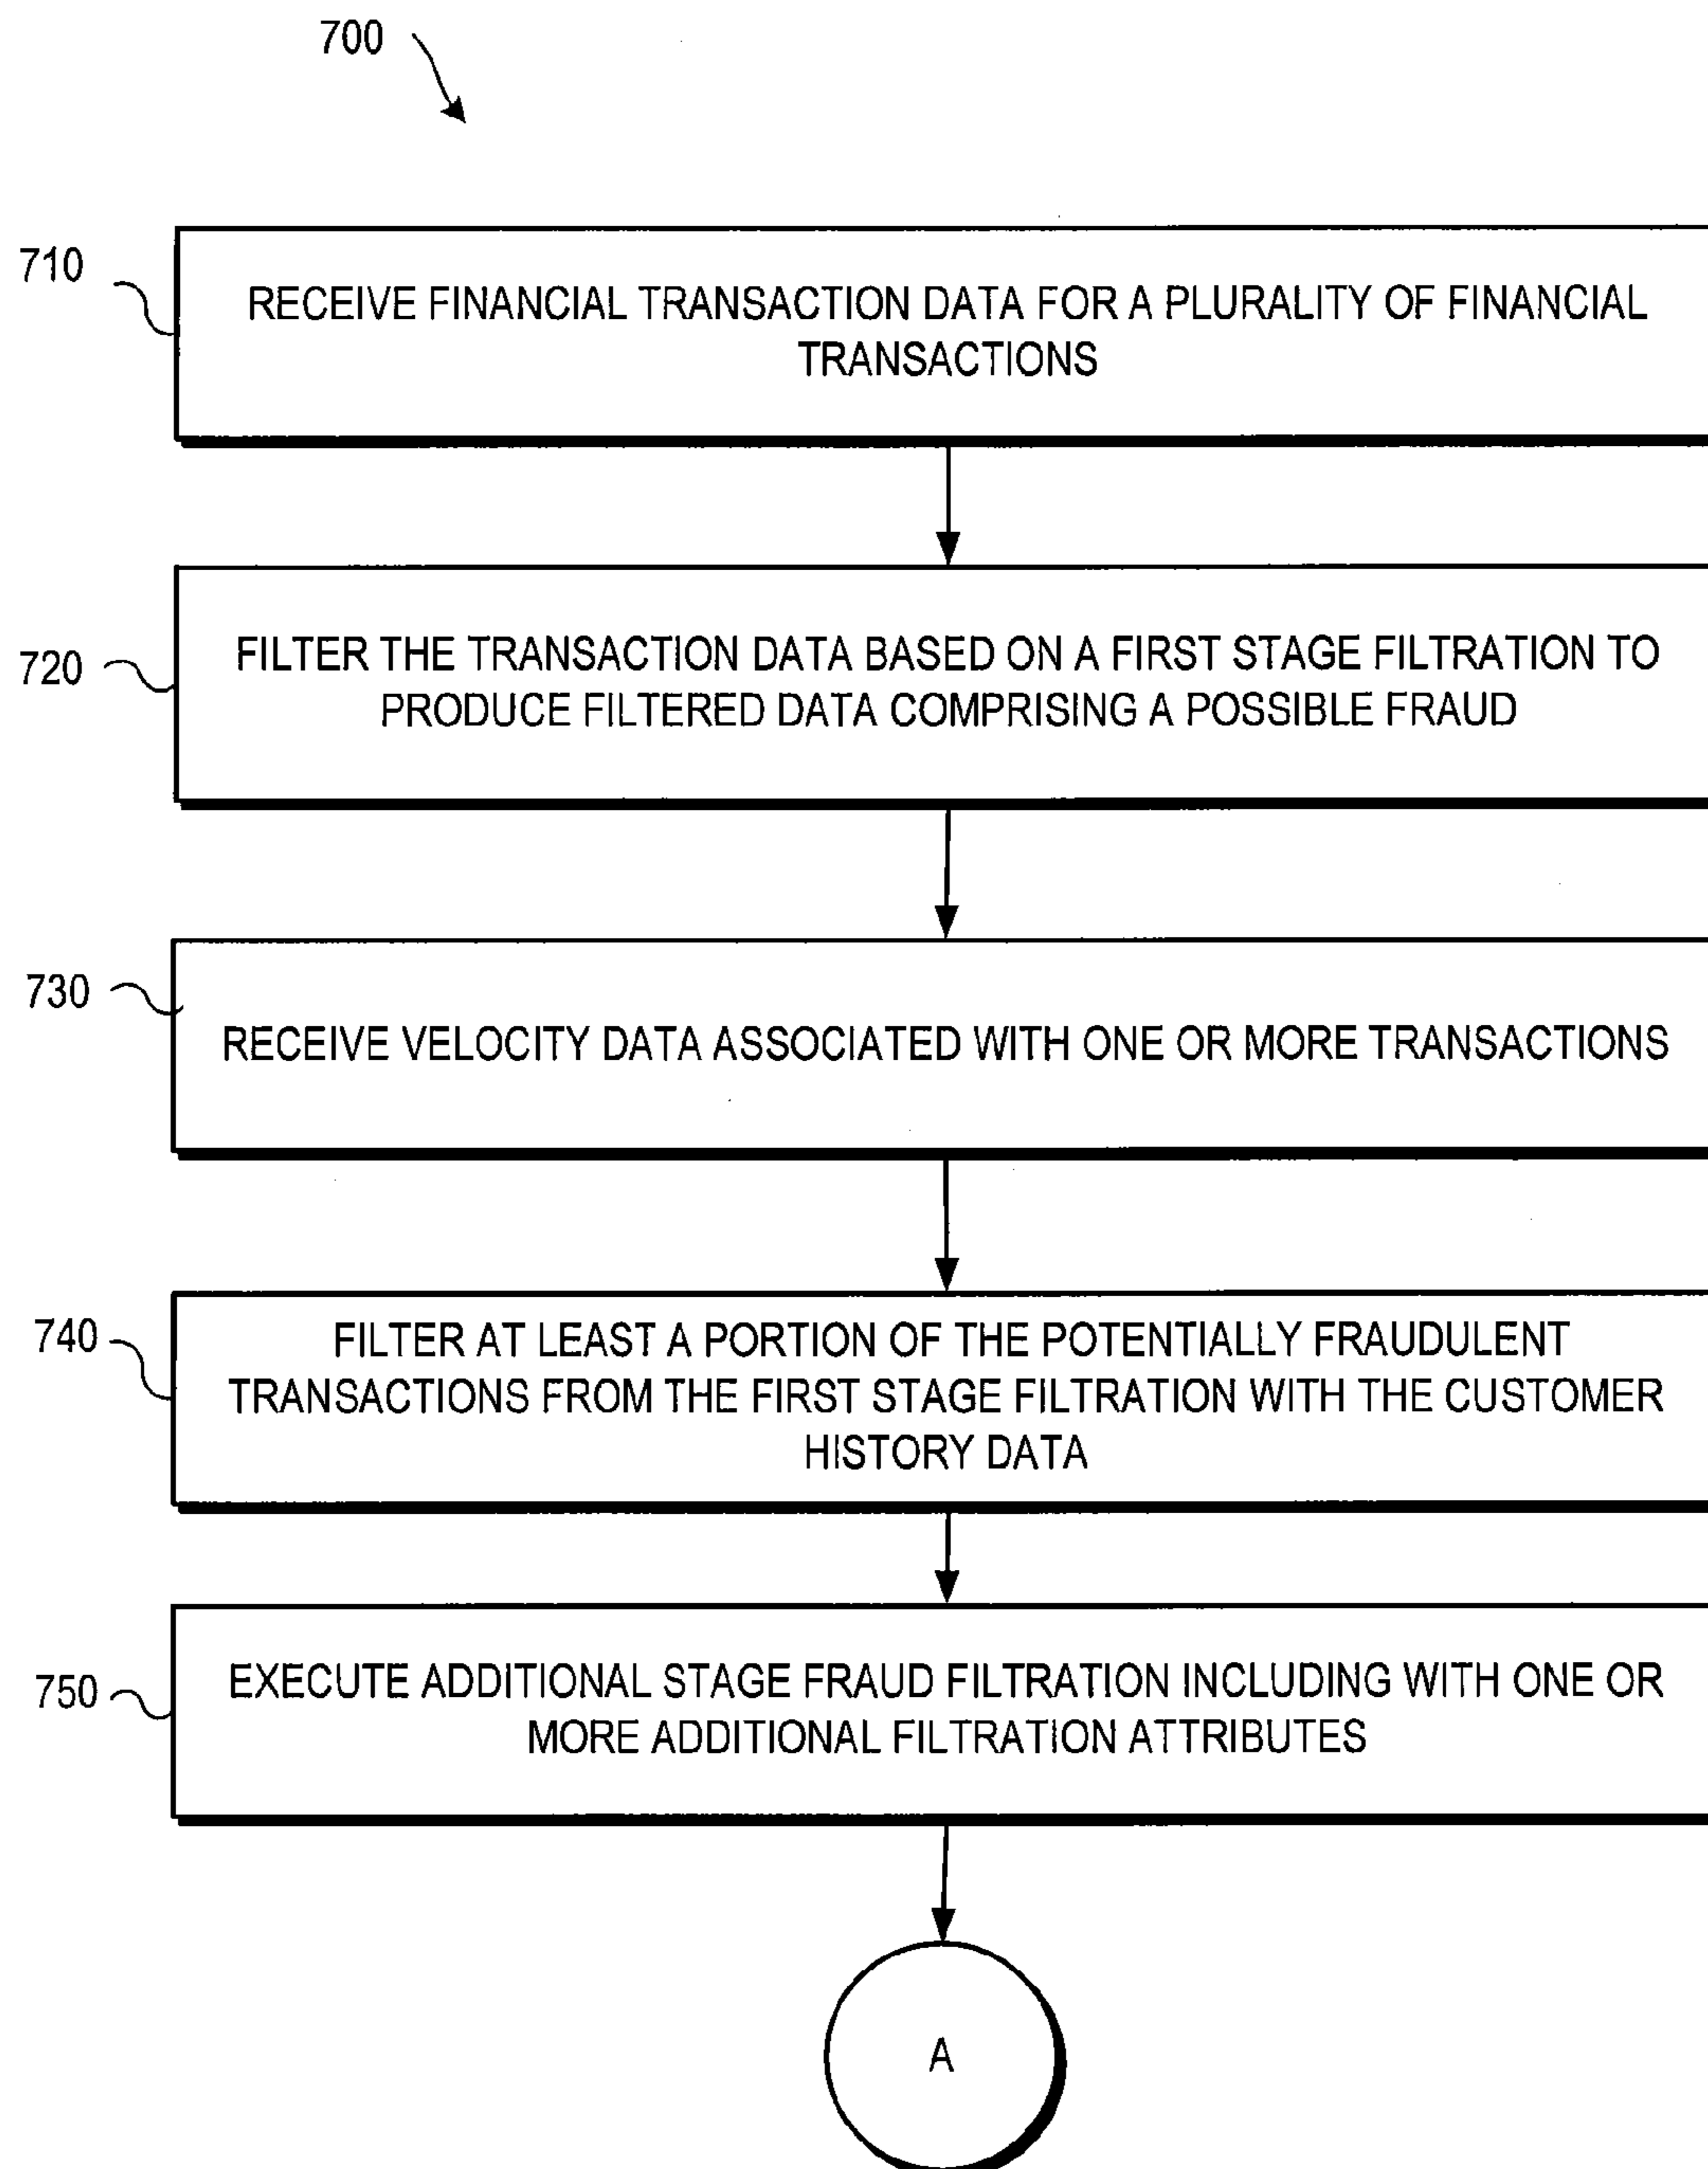 700
710
RECEIVE FINANCIAL TRANSACTION DATA FOR A PLURALITY OF FINANCIAL
TRANSACTIONS
720
FILTER THE TRANSACTION DATA BASED ON A FIRST STAGE FILTRATION TO
PRODUCE FILTERED DATA COMPRISING A POSSIBLE FRAUD
730
RECEIVE VELOCITY DATA ASSOCIATED WITH ONE OR MORE TRANSACTIONS
740
FILTER AT LEAST A PORTION OF THE POTENTIALLY FRAUDULENT
TRANSACTIONS FROM THE FIRST STAGE FILTRATION WITH THE CUSTOMER
HISTORY DATA
750
EXECUTE ADDITIONAL STAGE FRAUD FILTRATION INCLUDING WITH ONE OR
MORE ADDITIONAL FILTRATION ATTRIBUTES
A